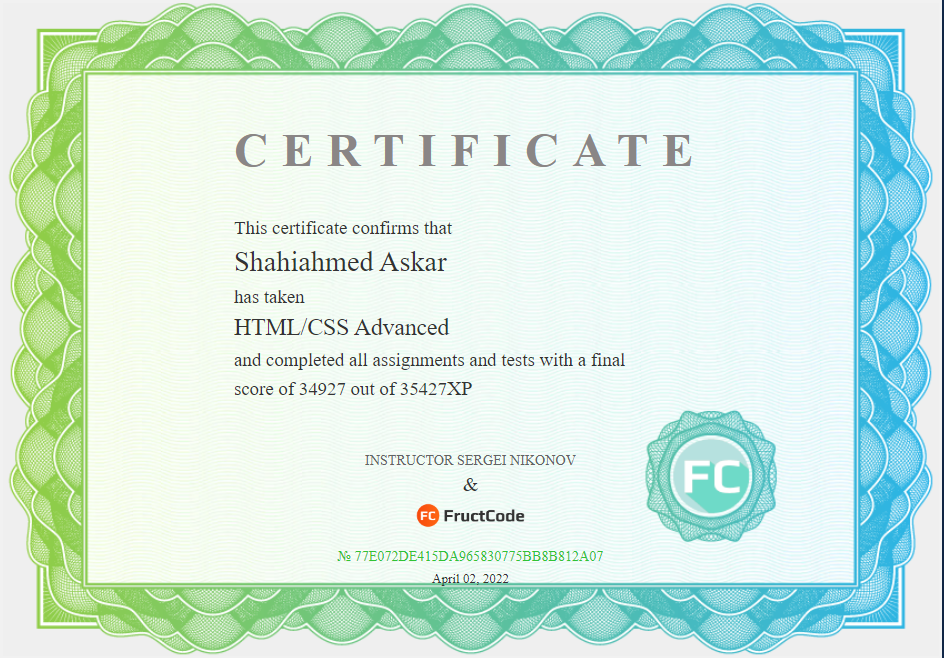 CERTIFICATE
This certificate confirms that
Shahiahmed Askar
has taken
HTML/CSS Advanced
and completed all assignments and tests with a final
score of 34927 out of 35427XP
INSTRUCTOR SERGEI NIKONOV
&
FC FructCode
FC
№ 77E072DE415DA965830775BB8B812A07
April 02, 2022